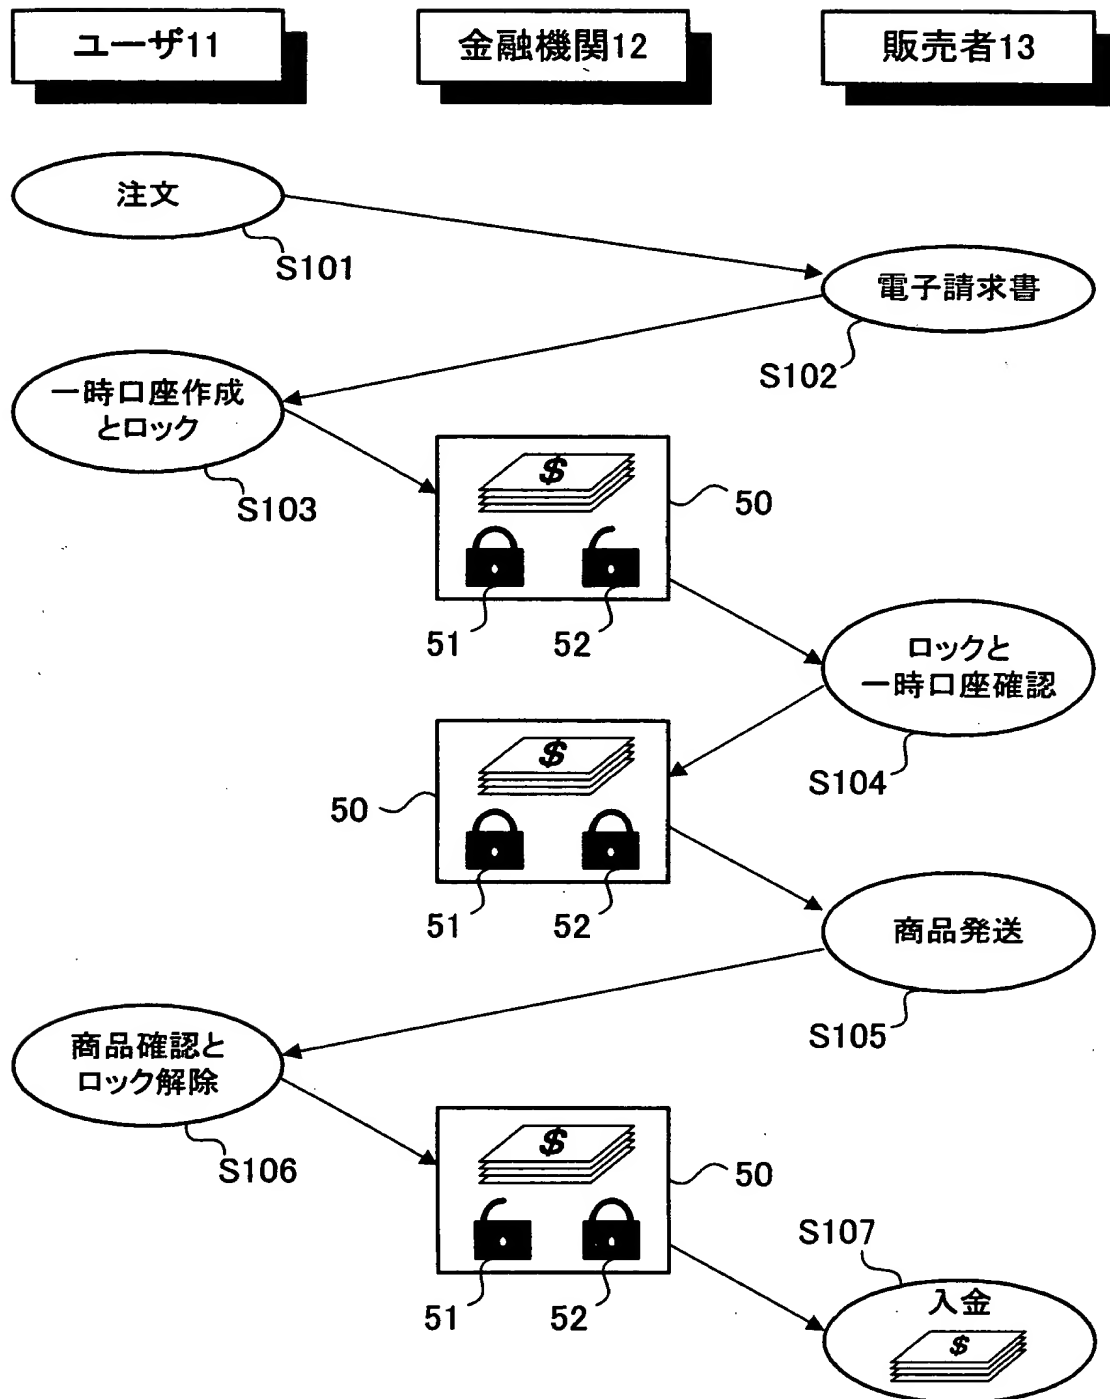 ユーザ11
金融機関12
販売者13
注文
S101
電子請求書
S102
一時口座作成
とロック
S103
$
50
51
52
ロックと
一時口座確認
S104
$
50
51
52
商品発送
S105
商品確認と
ロック解除
S106
$
50
51
52
S107
入金
$